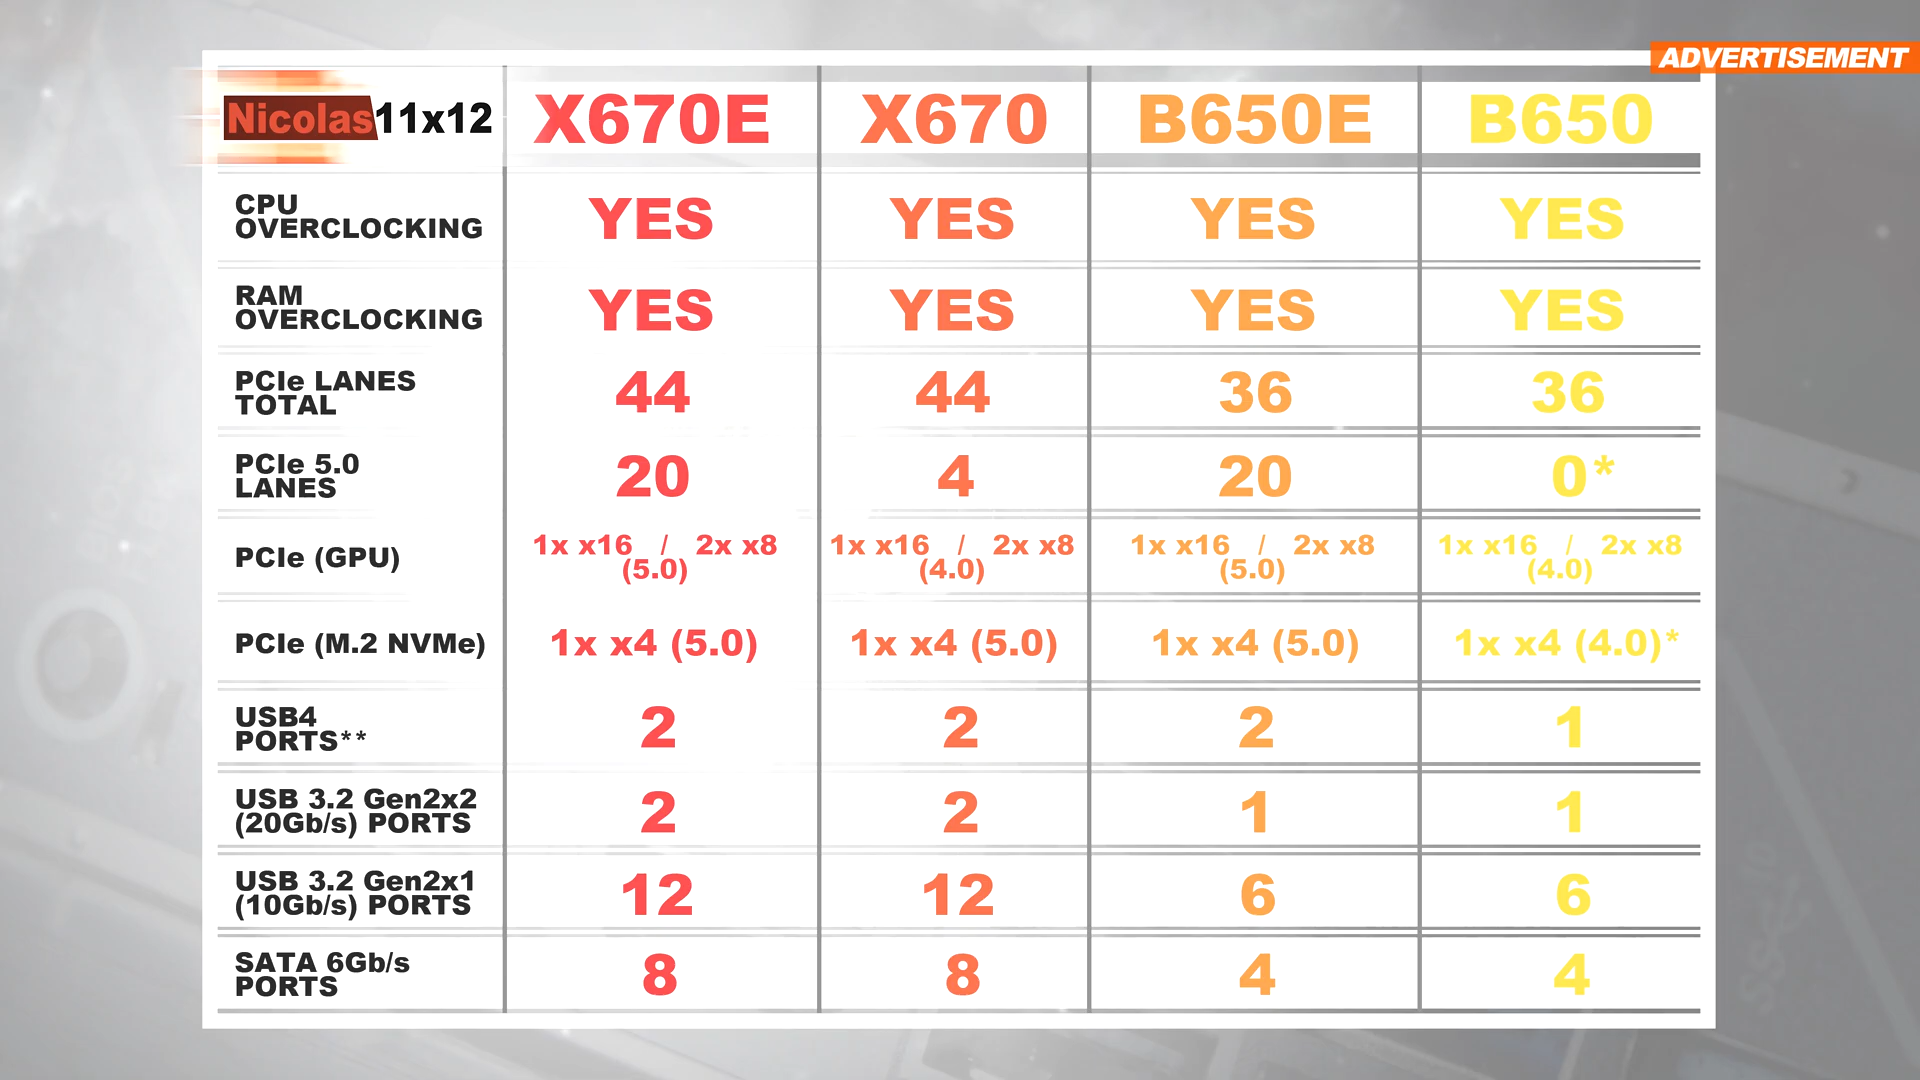 ADVERTISEMENT
Nicolas11x12 X670E X670 B650E B650
CPU
OVERCLOCKING YES YES YES YES
RAM
OVERCLOCKING YES YES YES YES
PCIe LANES
TOTAL 44 44 36 36
PCIe 5.0
LANES 20 4 20 0*
PCIe (GPU) 1x x16 / 2x x8 1x x16 / 2x x8 1x x16 / 2x x8 1x x16 / 2x x8
(5.0) (4.0) (5.0) (4.0)
PCIe (M.2 NVMe) 1x x4 (5.0) 1x x4 (5.0) 1x x4 (5.0) 1x x4 (4.0)*
USB4
PORTS** 2 2 2 1
USB 3.2 Gen2x2
(20Gb/s) PORTS 2 2 1 1
USB 3.2 Gen2x1
(10Gb/s) PORTS 12 12 6 6
SATA 6Gb/s
PORTS 8 8 4 4